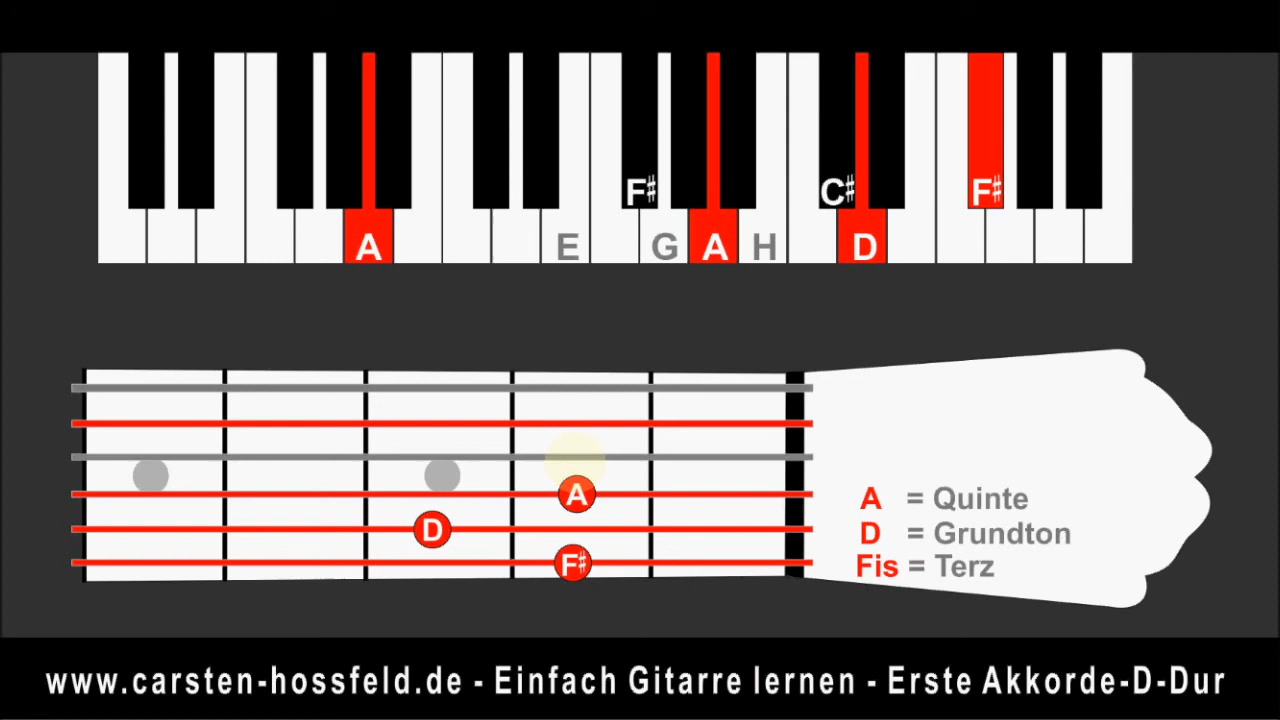 F♯ C♯ F♯
A E G A H D
A
D
F♯
A = Quinte
D = Grundton
Fis = Terz
www.carsten-hossfeld.de - Einfach Gitarre lernen - Erste Akkorde-D-Dur